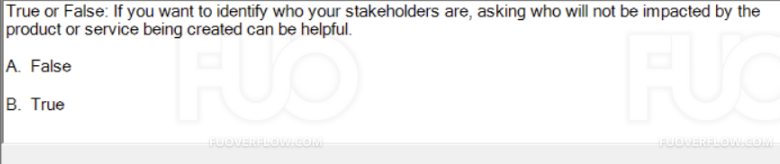 True or False: If you want to identify who your stakeholders are, asking who will not be impacted by the
product or service being created can be helpful.
A. False
B. True
FUO
FUO
FUOVERFLOW.COM
FUOVERFLOW.COM